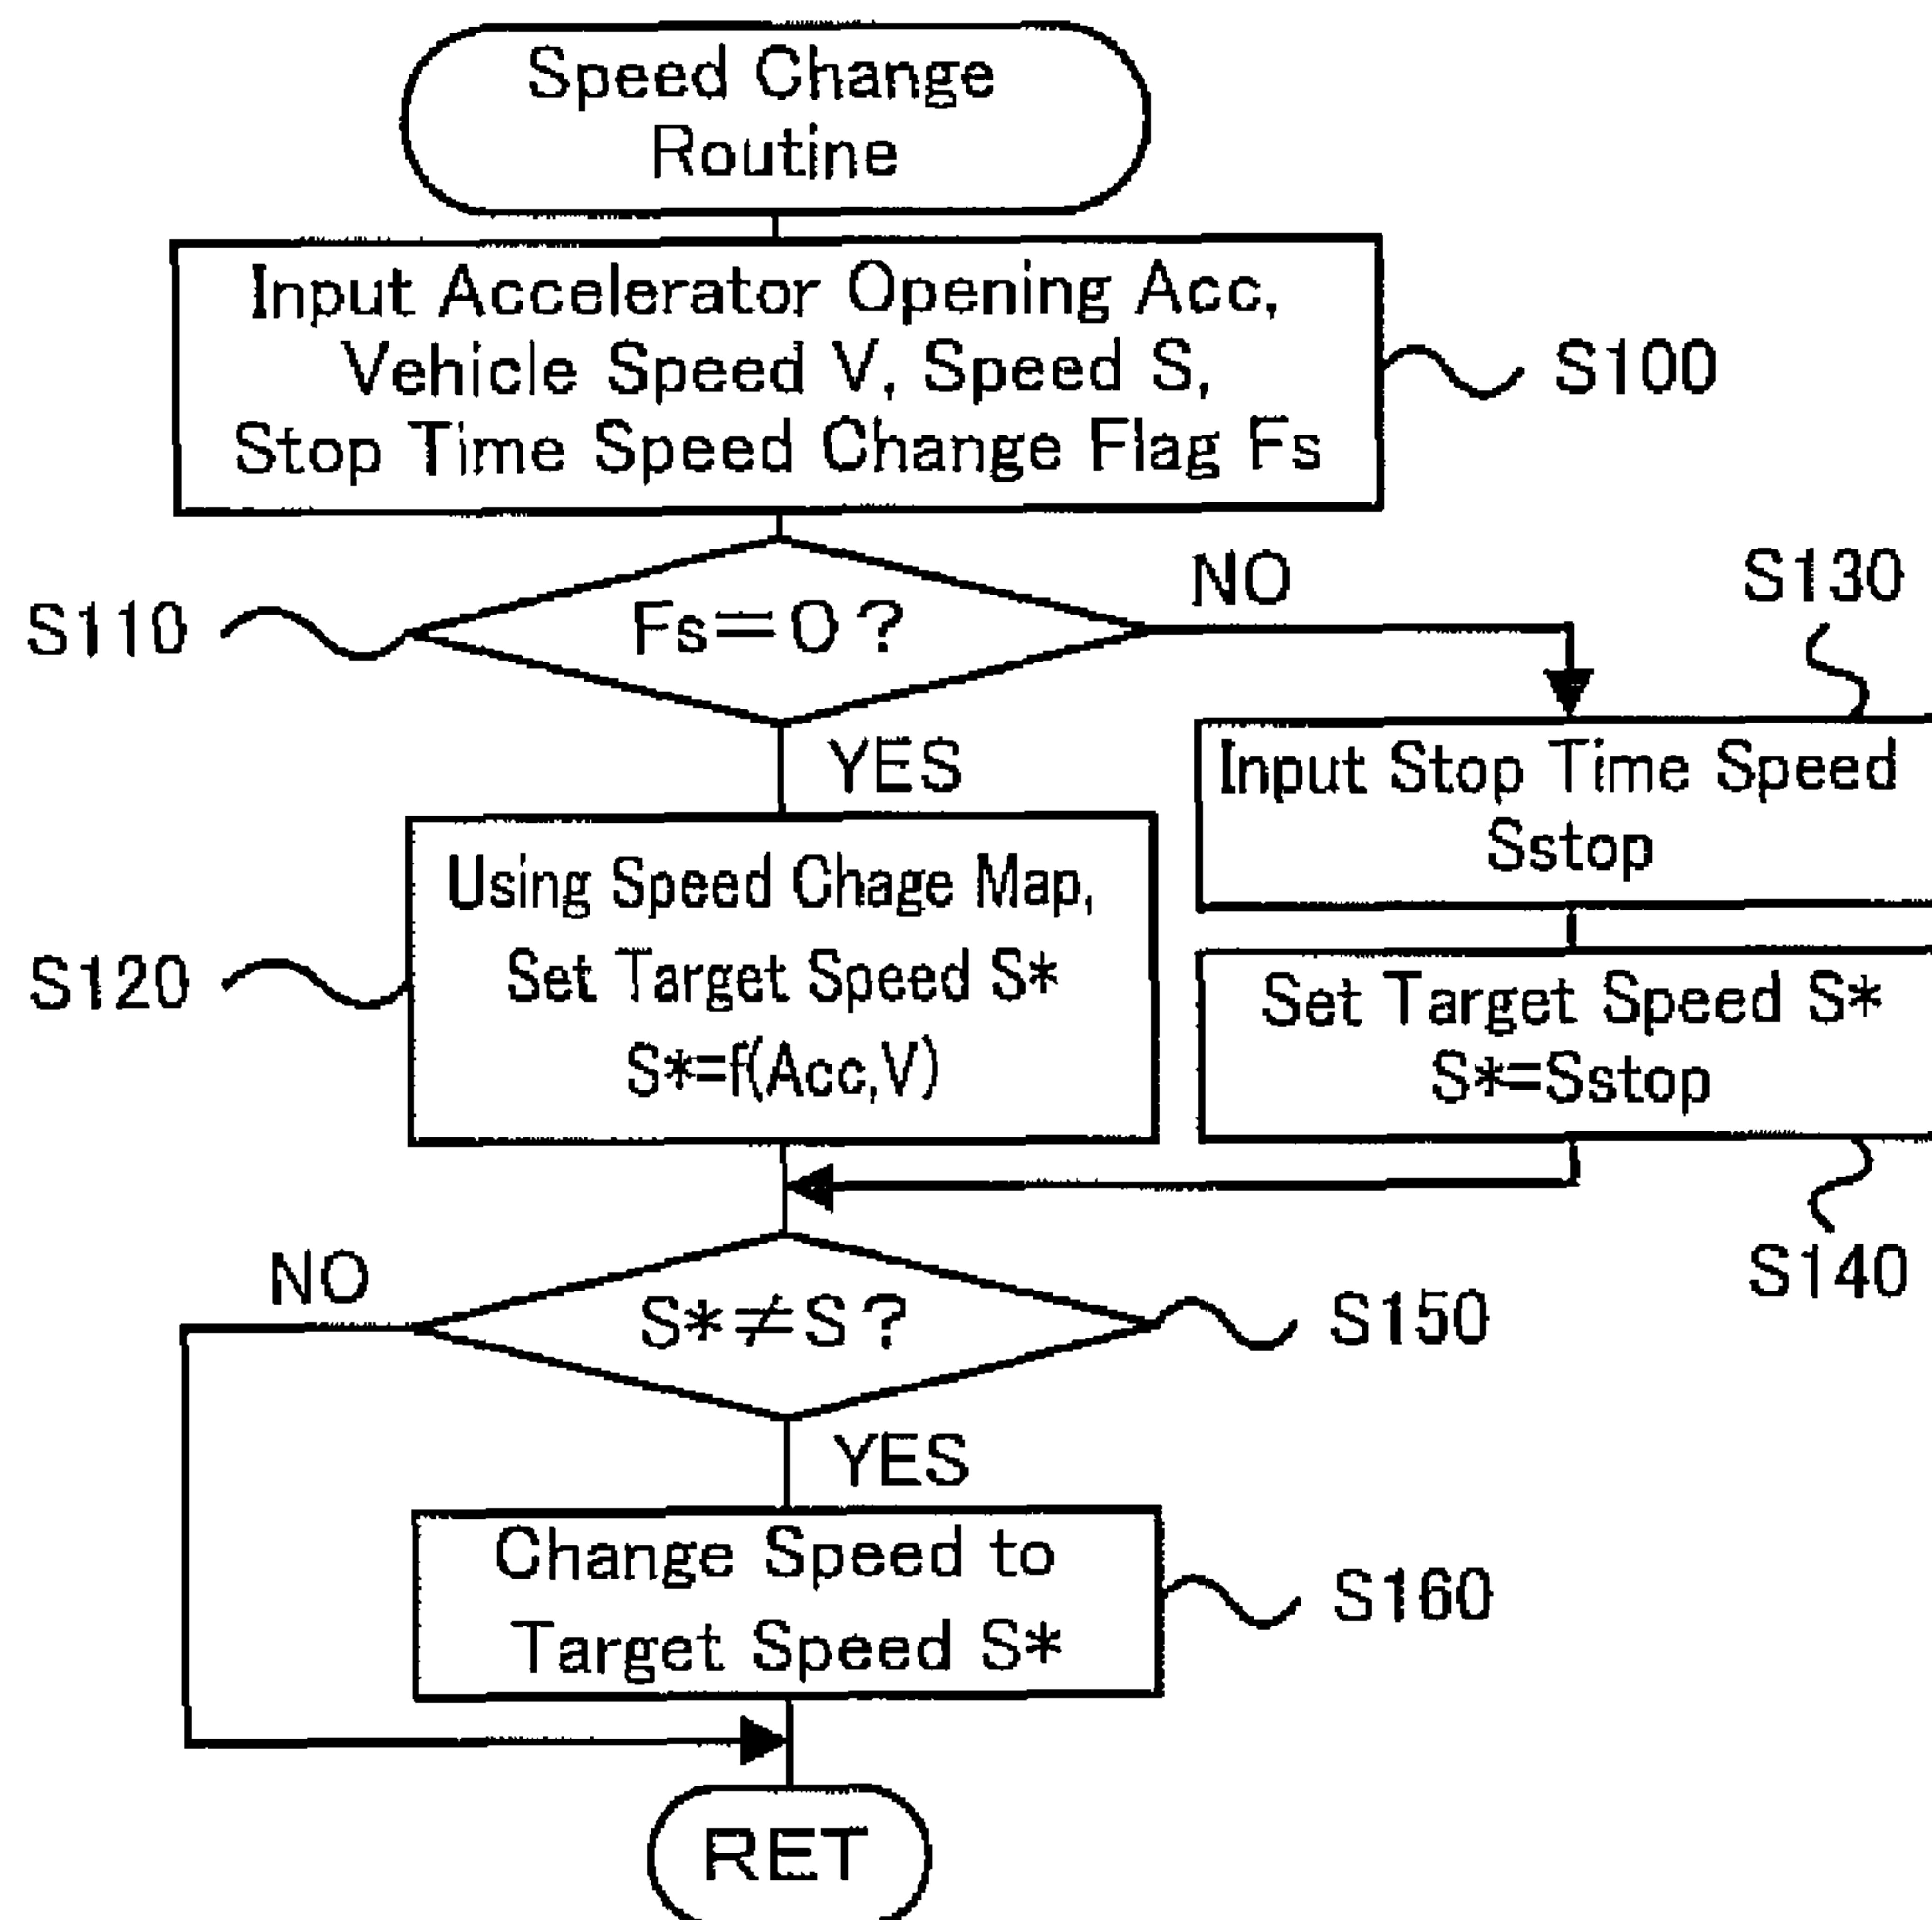 Speed Change
Routine
Input Accelerator Opening Acc,
Vehicle Speed V, Speed S,
Stop Time Speed Change Flag Fs
S100
S110
Fs=0?
NO
S130
YES
Input Stop Time Speed
Sstop
Using Speed Chage Map,
Set Target Speed S*
S*=f(Acc,V)
S120
Set Target Speed S*
S*=Sstop
S140
NO
S*≠S?
S150
YES
Change Speed to
Target Speed S*
S160
RET